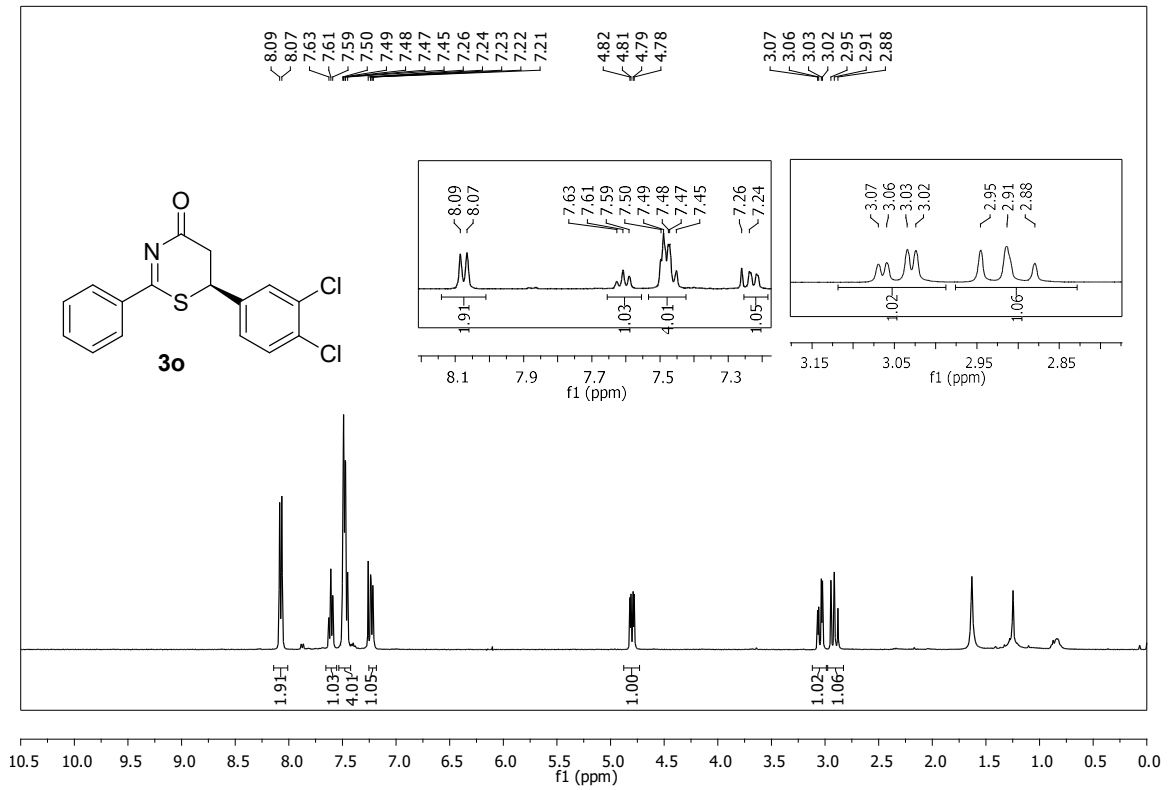 8.09 8.07 7.63 7.61 7.59 7.50 7.49 7.48 7.47 7.45 7.26 7.24 7.23 7.22 7.21 4.82 4.81 4.79 4.78 3.07 3.06 3.03 3.02 2.95 2.91 2.88
8.09 8.07 7.63 7.61 7.59 7.50 7.49 7.48 7.47 7.45 7.26 7.24
1.91 1.03 4.01 1.05
8.1 7.9 7.7 7.5 7.3
f1 (ppm)
3.07 3.06 3.03 3.02 2.95 2.91 2.88
1.02 1.06
3.15 3.05 2.95 2.85
f1 (ppm)
O
N
S
Cl
Cl
3o
1.91 1.03 4.01 1.05 1.00 1.02 1.06
10.5 10.0 9.5 9.0 8.5 8.0 7.5 7.0 6.5 6.0 5.5 5.0 4.5 4.0 3.5 3.0 2.5 2.0 1.5 1.0 0.5 0.0
f1 (ppm)